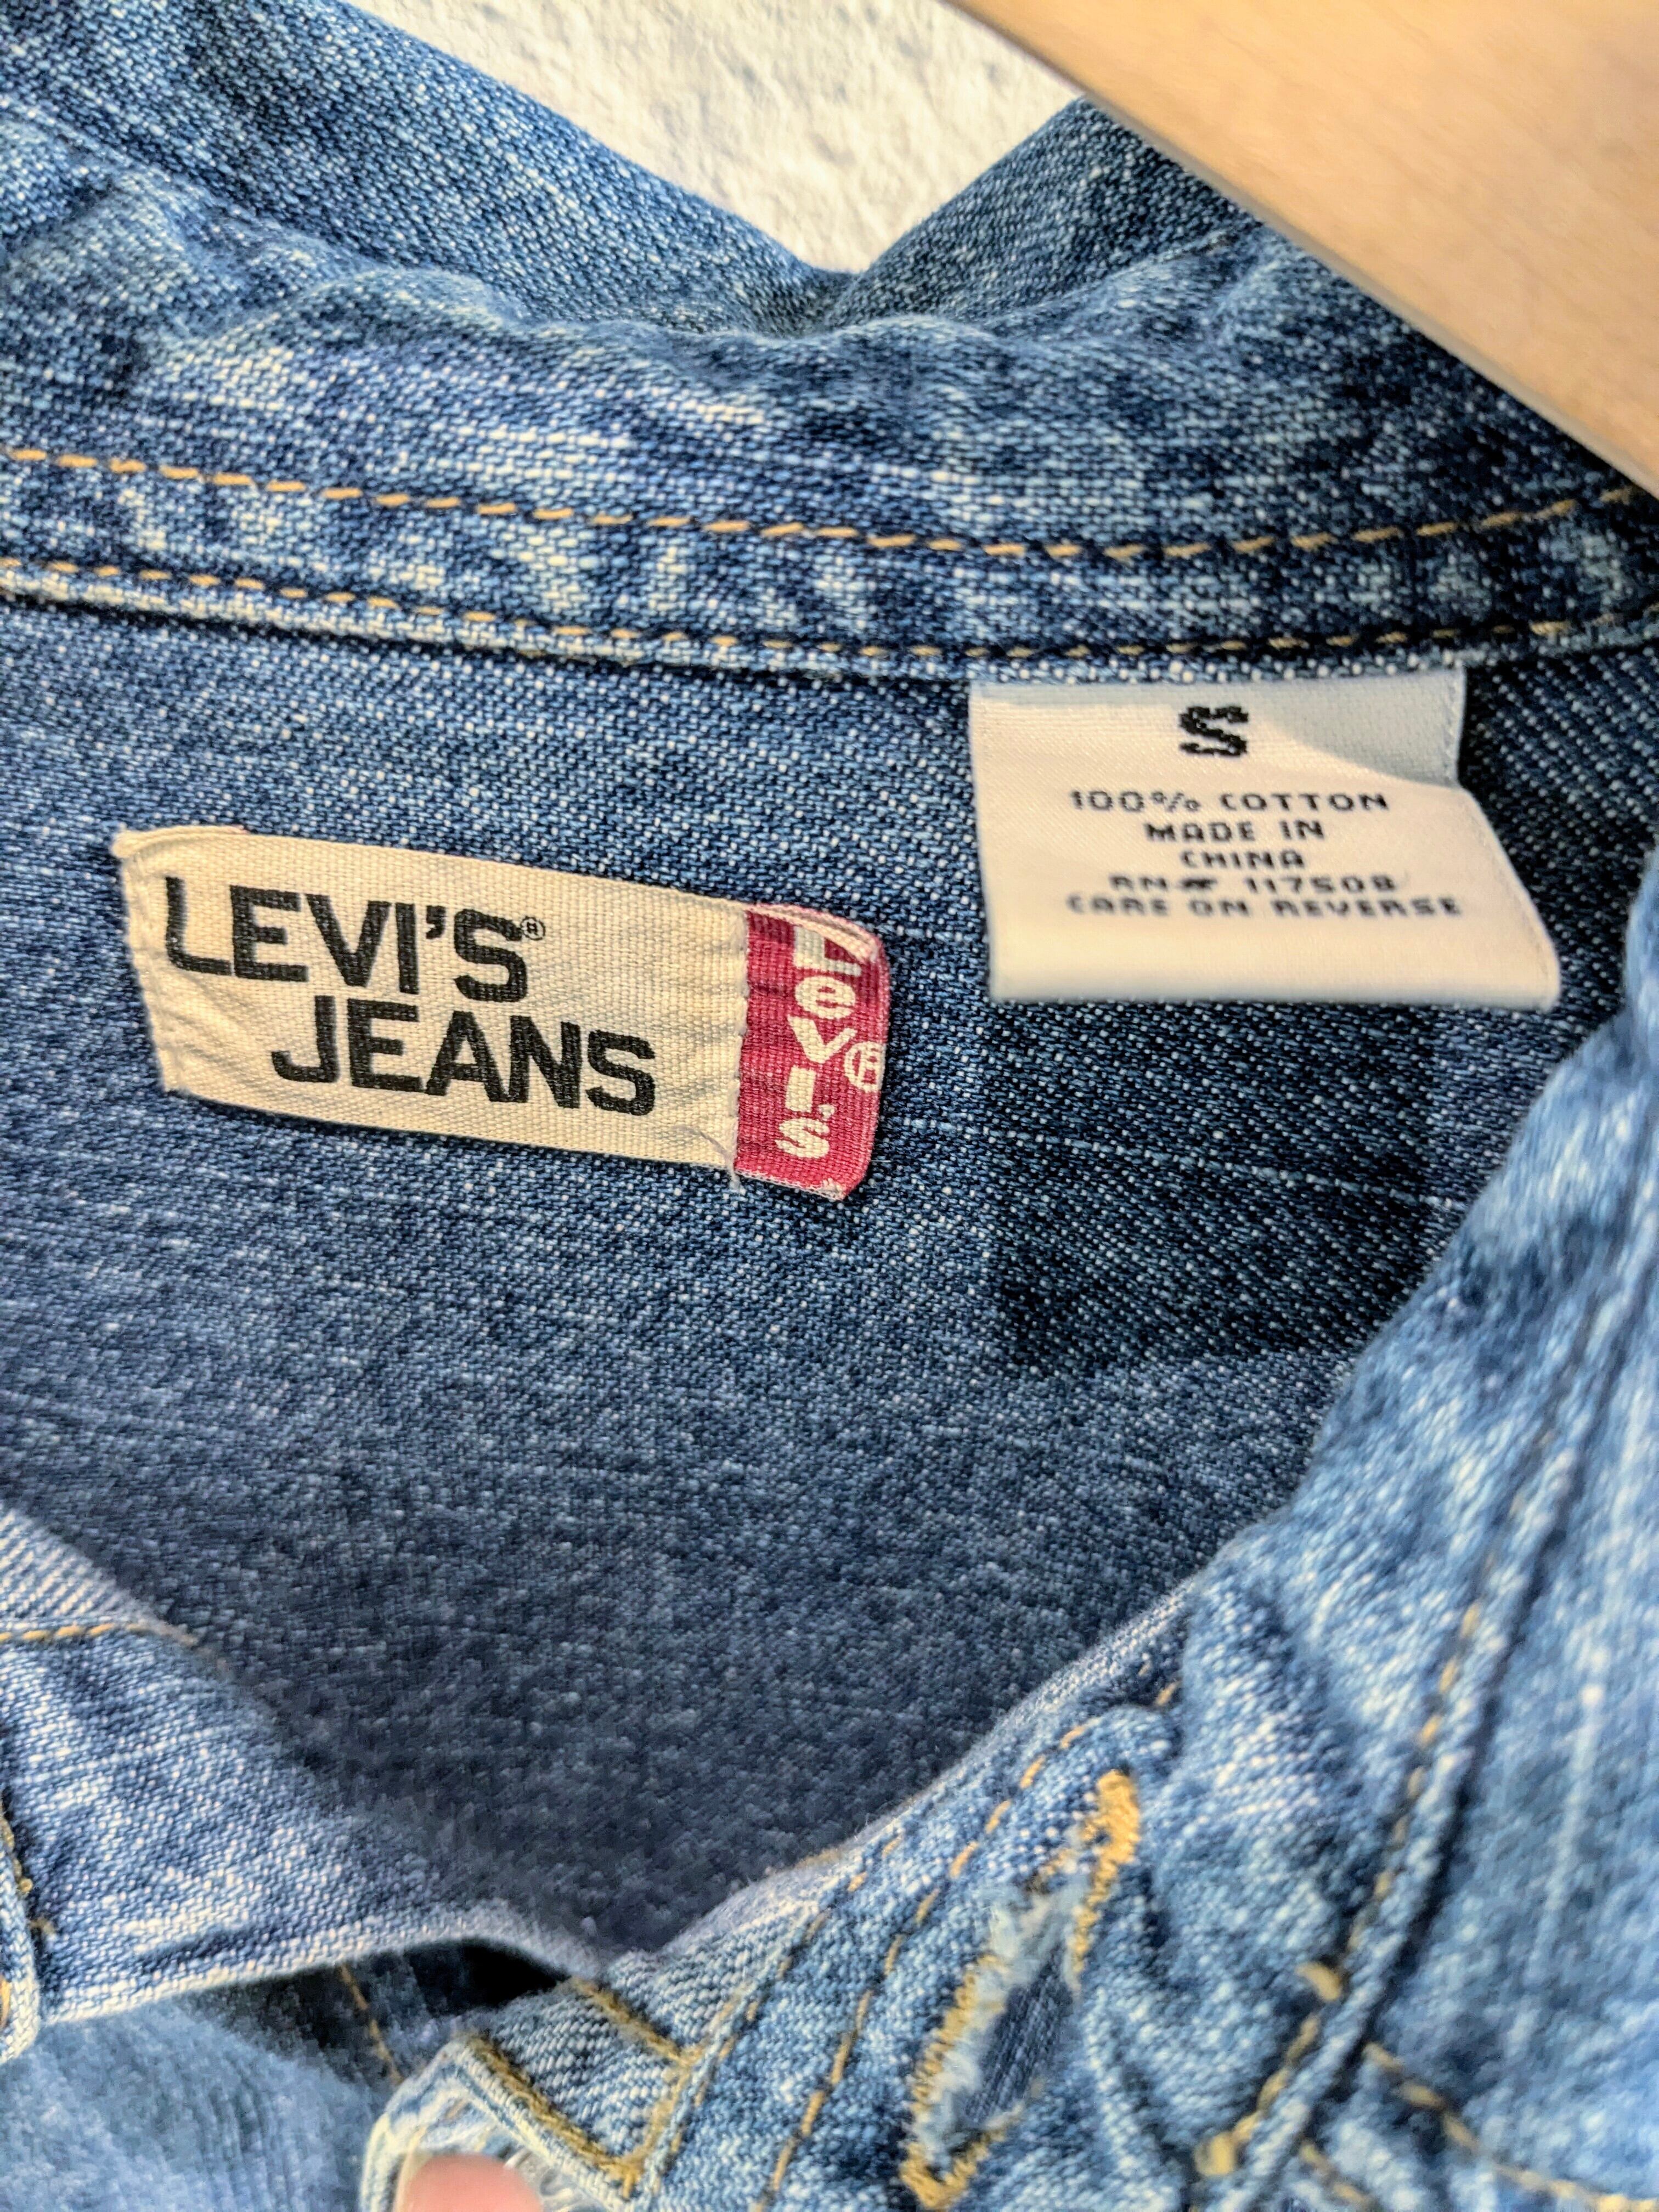 LEVI'S®
JEANS
Levi's®
S
100% COTTON
MADE IN
CHINA
RN# 117508
CARE ON REVERSE